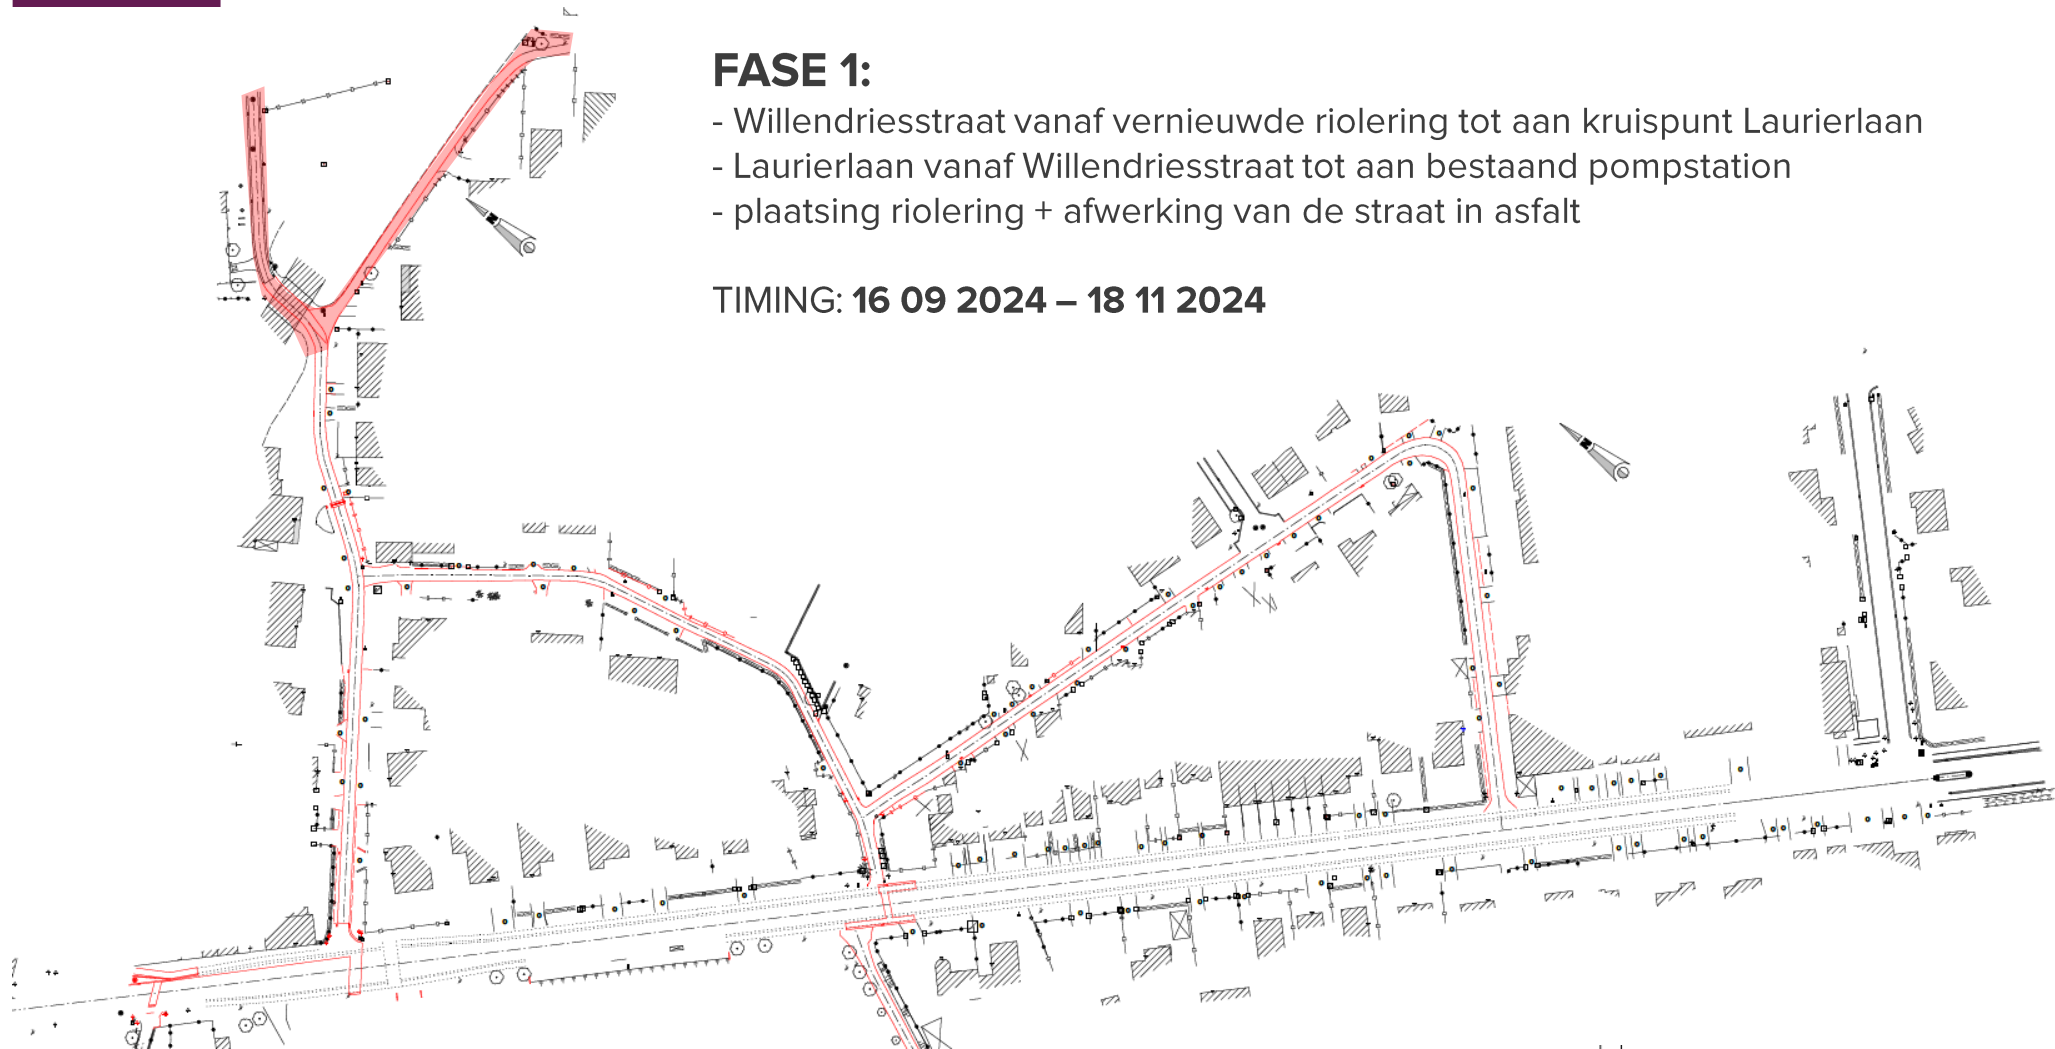 FASE 1:
- Willendriesstraat vanaf vernieuwde riolering tot aan kruispunt Laurierlaan
- Laurierlaan vanaf Willendriesstraat tot aan bestaand pompstation
- plaatsing riolering + afwerking van de straat in asfalt
TIMING: 16 09 2024 – 18 11 2024
N
N